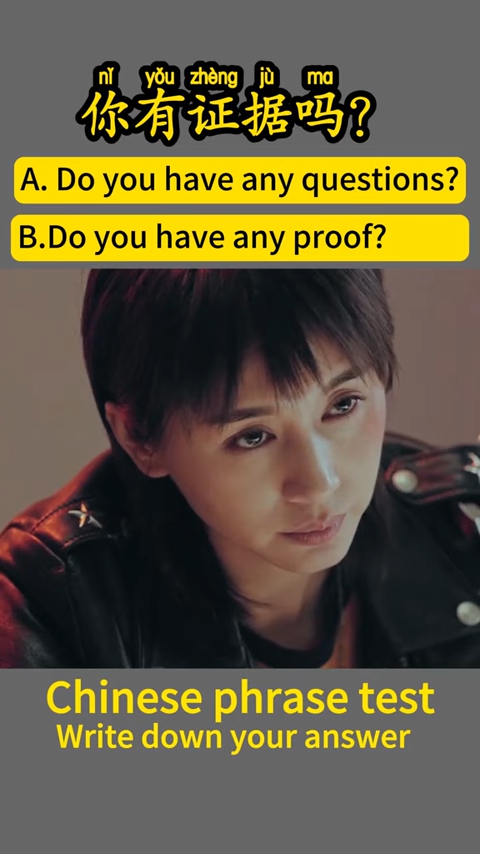 nǐ yǒu zhèng jù ma
你有证据吗？
A. Do you have any questions?
B.Do you have any proof?
Chinese phrase test
Write down your answer